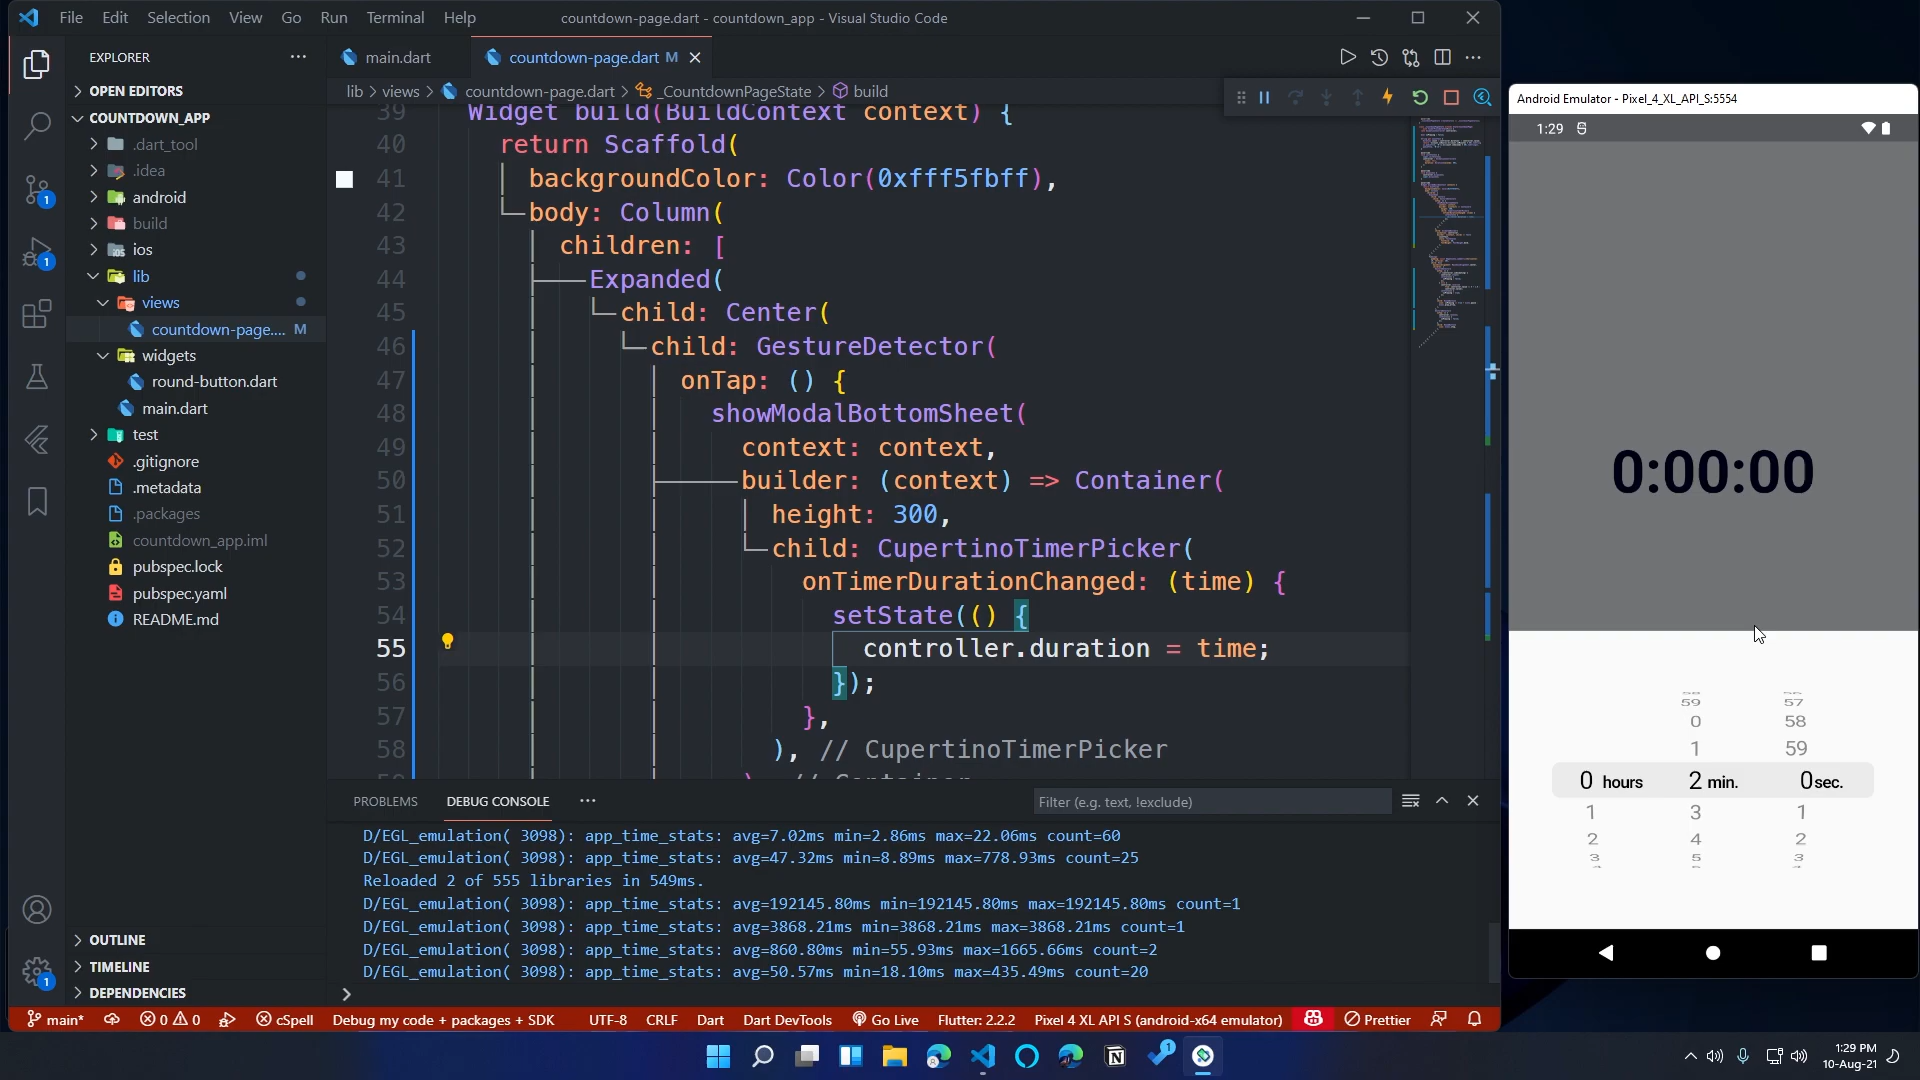 File Edit Selection View Go Run Terminal Help
countdown-page.dart - countdown_app - Visual Studio Code
EXPLORER
OPEN EDITORS
COUNTDOWN_APP
.dart_tool
.idea
android
build
ios
lib
views
countdown-page.... M
widgets
round-button.dart
main.dart
test
.gitignore
.metadata
.packages
countdown_app.iml
pubspec.lock
pubspec.yaml
README.md
OUTLINE
TIMELINE
DEPENDENCIES
1
1
1
main.dart
countdown-page.dart M
lib > views > countdown-page.dart > _CountdownPageState > build
39 Widget build(BuildContext context) {
40 return Scaffold(
41 backgroundColor: Color(0xfff5fbff),
42 body: Column(
43 children: [
44 Expanded(
45 child: Center(
46 child: GestureDetector(
47 onTap: () {
48 showModalBottomSheet(
49 context: context,
50 builder: (context) => Container(
51 height: 300,
52 child: CupertinoTimerPicker(
53 onTimerDurationChanged: (time) {
54 setState(() {
55 controller.duration = time;
56 });
57 },
58 ), // CupertinoTimerPicker
59 ), // Container
PROBLEMS DEBUG CONSOLE
Filter (e.g. text, !exclude)
D/EGL_emulation( 3098): app_time_stats: avg=7.02ms min=2.86ms max=22.06ms count=60
D/EGL_emulation( 3098): app_time_stats: avg=47.32ms min=8.89ms max=778.93ms count=25
Reloaded 2 of 555 libraries in 549ms.
D/EGL_emulation( 3098): app_time_stats: avg=192145.80ms min=192145.80ms max=192145.80ms count=1
D/EGL_emulation( 3098): app_time_stats: avg=3868.21ms min=3868.21ms max=3868.21ms count=1
D/EGL_emulation( 3098): app_time_stats: avg=860.80ms min=55.93ms max=1665.66ms count=2
D/EGL_emulation( 3098): app_time_stats: avg=50.57ms min=18.10ms max=435.49ms count=20
main* 0 0 cSpell Debug my code + packages + SDK UTF-8 CRLF Dart Dart DevTools Go Live Flutter: 2.2.2 Pixel 4 XL API S (android-x64 emulator) Prettier
Android Emulator - Pixel_4_XL_API_S:5554
1:29
0:00:00
59 57
0 58
1 59
0 hours 2 min. 0 sec.
1 3 1
2 4 2
3 5 3
1
1:29 PM
10-Aug-21